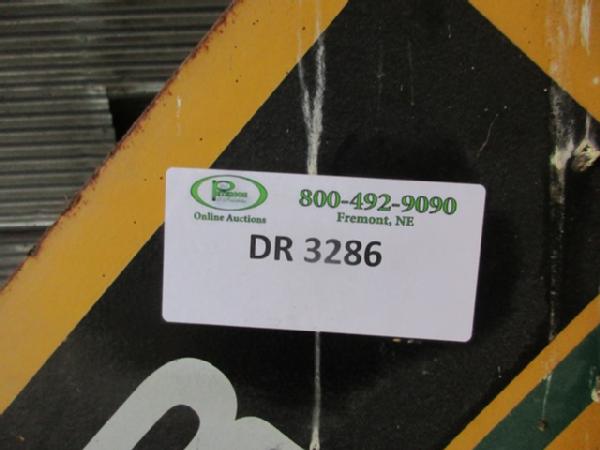 800-492-9090
Online Auctions
Fremont, NE
DR 3286